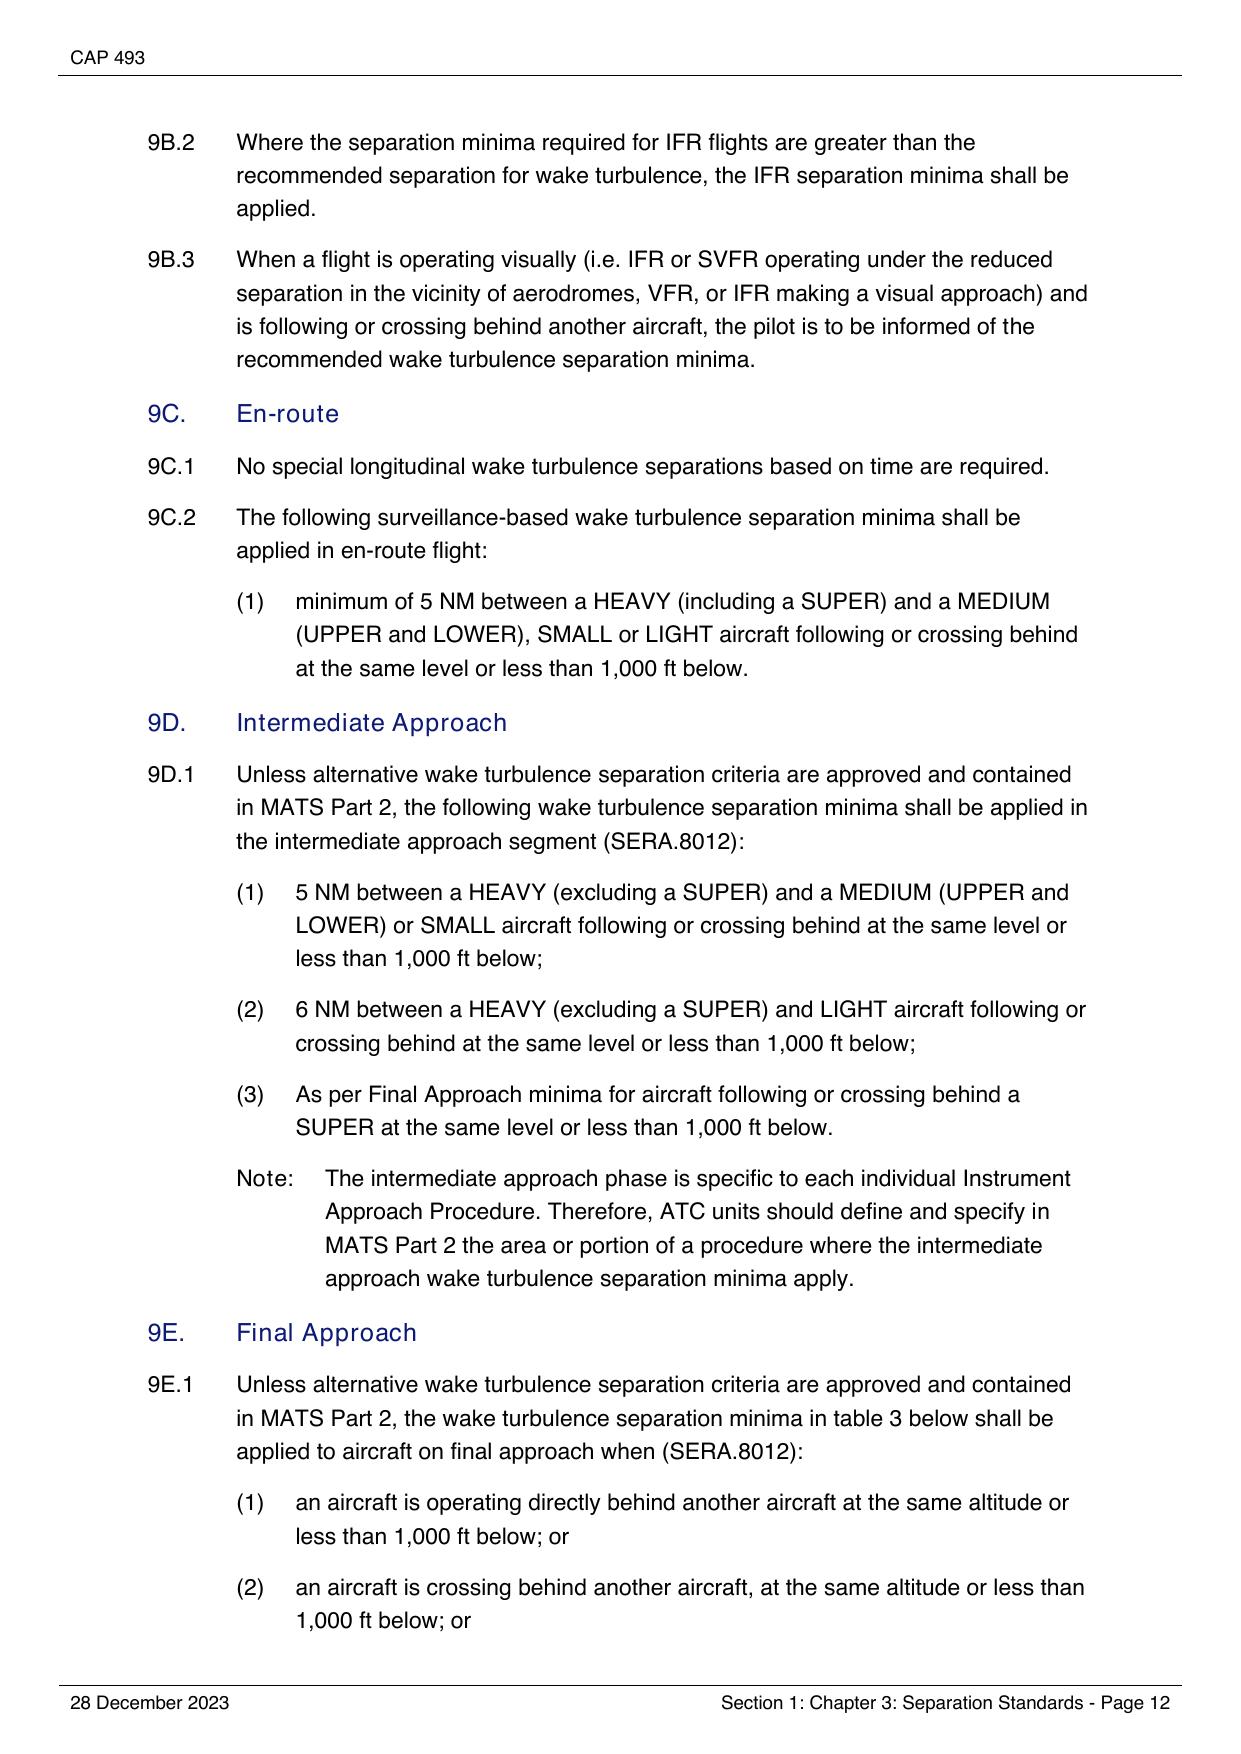 CAP 493
9B.2 Where the separation minima required for IFR flights are greater than the
recommended separation for wake turbulence, the IFR separation minima shall be
applied.
9B.3 When a flight is operating visually (i.e. IFR or SVFR operating under the reduced
separation in the vicinity of aerodromes, VFR, or IFR making a visual approach) and
is following or crossing behind another aircraft, the pilot is to be informed of the
recommended wake turbulence separation minima.
9C. En-route
9C.1 No special longitudinal wake turbulence separations based on time are required.
9C.2 The following surveillance-based wake turbulence separation minima shall be
applied in en-route flight:
(1) minimum of 5 NM between a HEAVY (including a SUPER) and a MEDIUM
(UPPER and LOWER), SMALL or LIGHT aircraft following or crossing behind
at the same level or less than 1,000 ft below.
9D. Intermediate Approach
9D.1 Unless alternative wake turbulence separation criteria are approved and contained
in MATS Part 2, the following wake turbulence separation minima shall be applied in
the intermediate approach segment (SERA.8012):
(1) 5 NM between a HEAVY (excluding a SUPER) and a MEDIUM (UPPER and
LOWER) or SMALL aircraft following or crossing behind at the same level or
less than 1,000 ft below;
(2) 6 NM between a HEAVY (excluding a SUPER) and LIGHT aircraft following or
crossing behind at the same level or less than 1,000 ft below;
(3) As per Final Approach minima for aircraft following or crossing behind a
SUPER at the same level or less than 1,000 ft below.
Note: The intermediate approach phase is specific to each individual Instrument
Approach Procedure. Therefore, ATC units should define and specify in
MATS Part 2 the area or portion of a procedure where the intermediate
approach wake turbulence separation minima apply.
9E. Final Approach
9E.1 Unless alternative wake turbulence separation criteria are approved and contained
in MATS Part 2, the wake turbulence separation minima in table 3 below shall be
applied to aircraft on final approach when (SERA.8012):
(1) an aircraft is operating directly behind another aircraft at the same altitude or
less than 1,000 ft below; or
(2) an aircraft is crossing behind another aircraft, at the same altitude or less than
1,000 ft below; or
28 December 2023 Section 1: Chapter 3: Separation Standards - Page 12